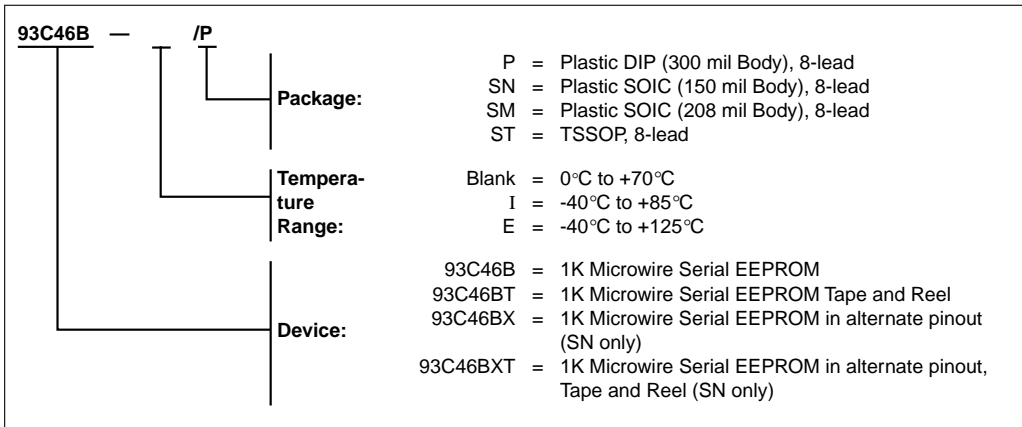 93C46B — /P
Package:
P = Plastic DIP (300 mil Body), 8-lead
SN = Plastic SOIC (150 mil Body), 8-lead
SM = Plastic SOIC (208 mil Body), 8-lead
ST = TSSOP, 8-lead
Tempera-
ture
Range:
Blank = 0°C to +70°C
I = -40°C to +85°C
E = -40°C to +125°C
Device:
93C46B = 1K Microwire Serial EEPROM
93C46BT = 1K Microwire Serial EEPROM Tape and Reel
93C46BX = 1K Microwire Serial EEPROM in alternate pinout
(SN only)
93C46BXT = 1K Microwire Serial EEPROM in alternate pinout,
Tape and Reel (SN only)